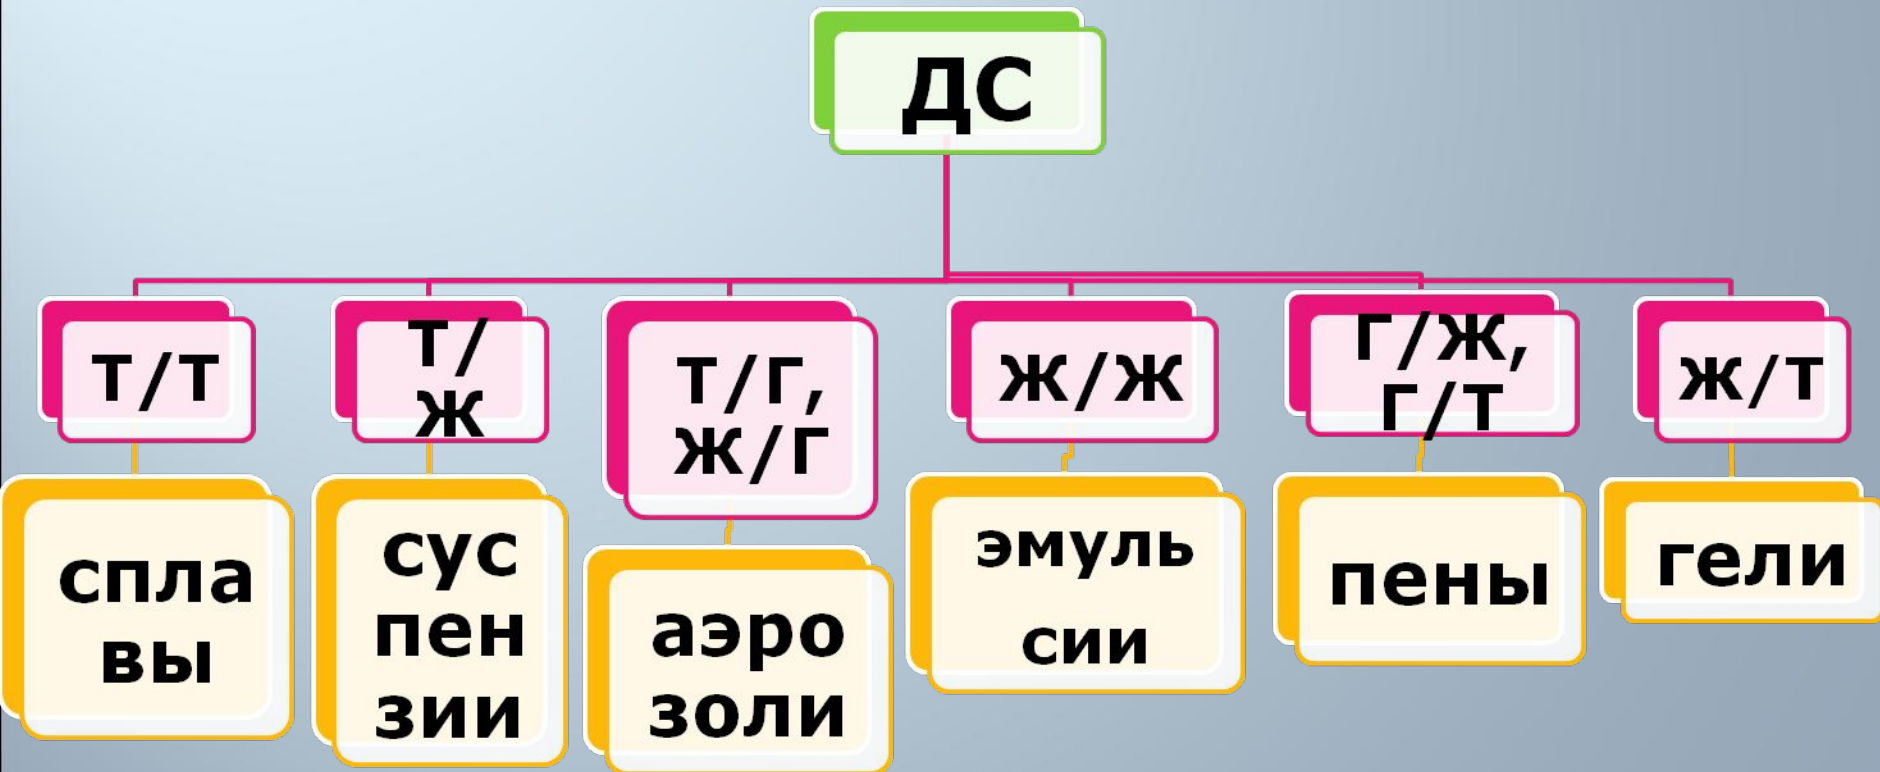 ДС
Т/Т
Т/
Ж
Т/Г,
Ж/Г
Ж/Ж
Г/Ж,
Г/Т
Ж/Т
спла
вы
сус
пен
зии
аэро
золи
эмуль
сии
пены
гели